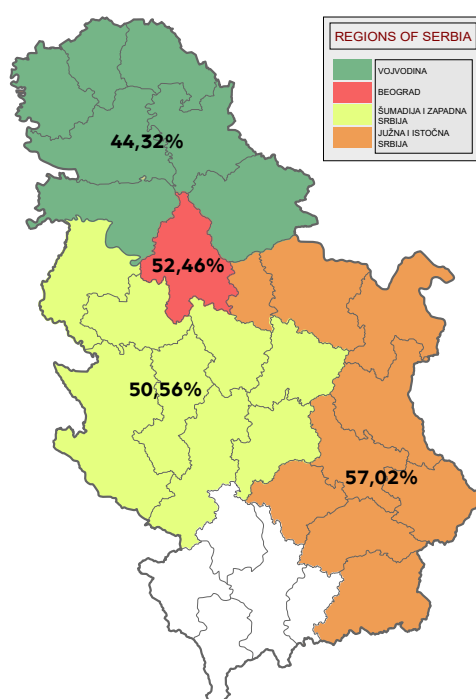 REGIONS OF SERBIA
VOJVODINA
BEOGRAD
ŠUMADIJA I ZAPADNA
SRBIJA
JUŽNA I ISTOČNA
SRBIJA
44,32%
52,46%
50,56%
57,02%